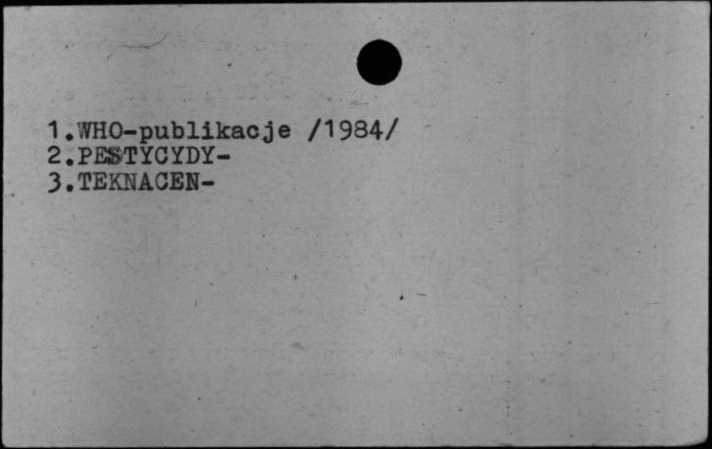 1.WHO-publikacje /1984/
2.PESTYCYDY-
3.TEKNACEN-